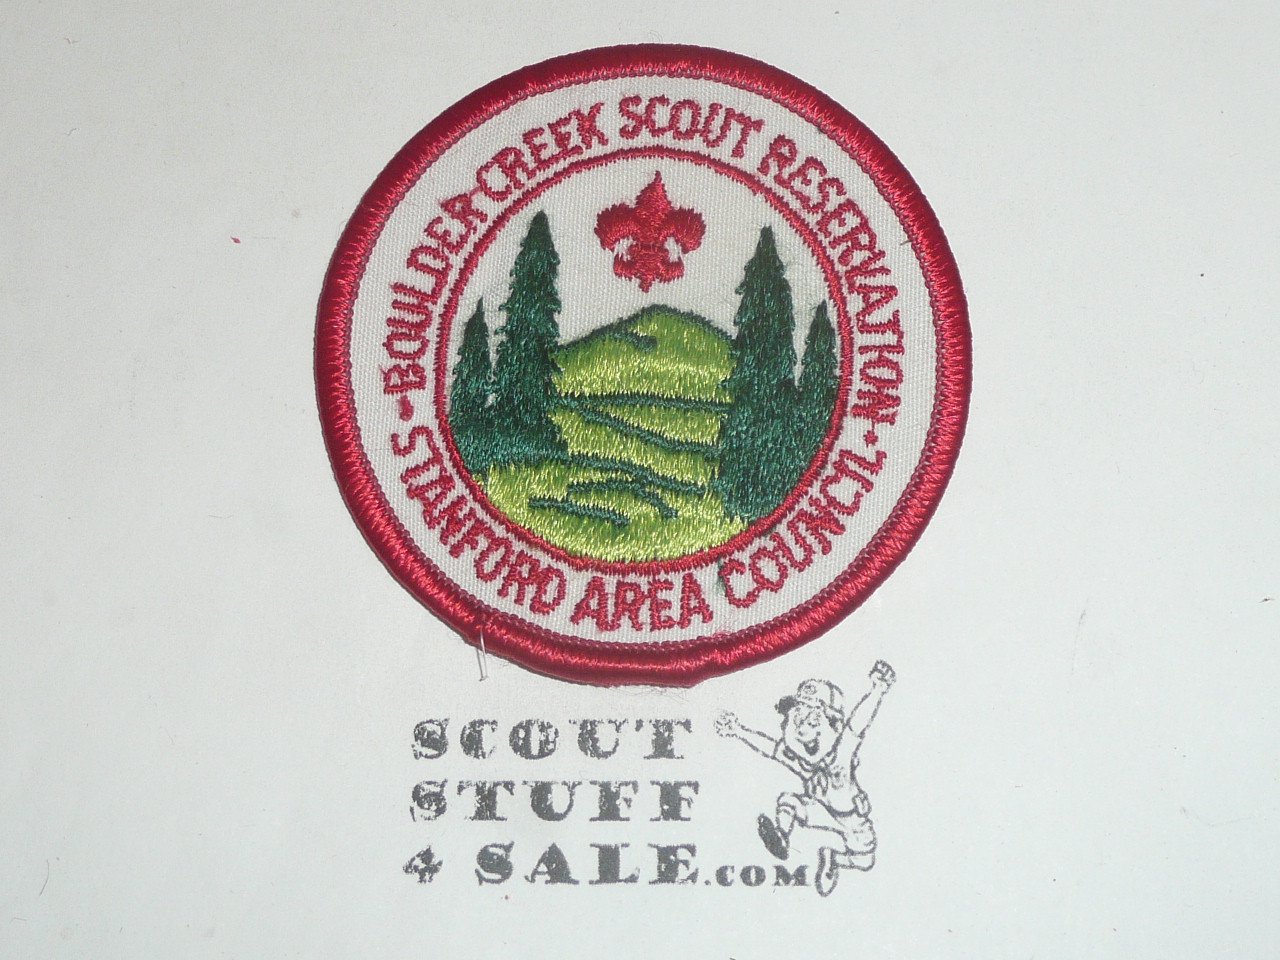 BOULDER CREEK SCOUT RESERVATION
STANFORD AREA COUNCIL
SCOUT
STUFF
4 SALE.COM